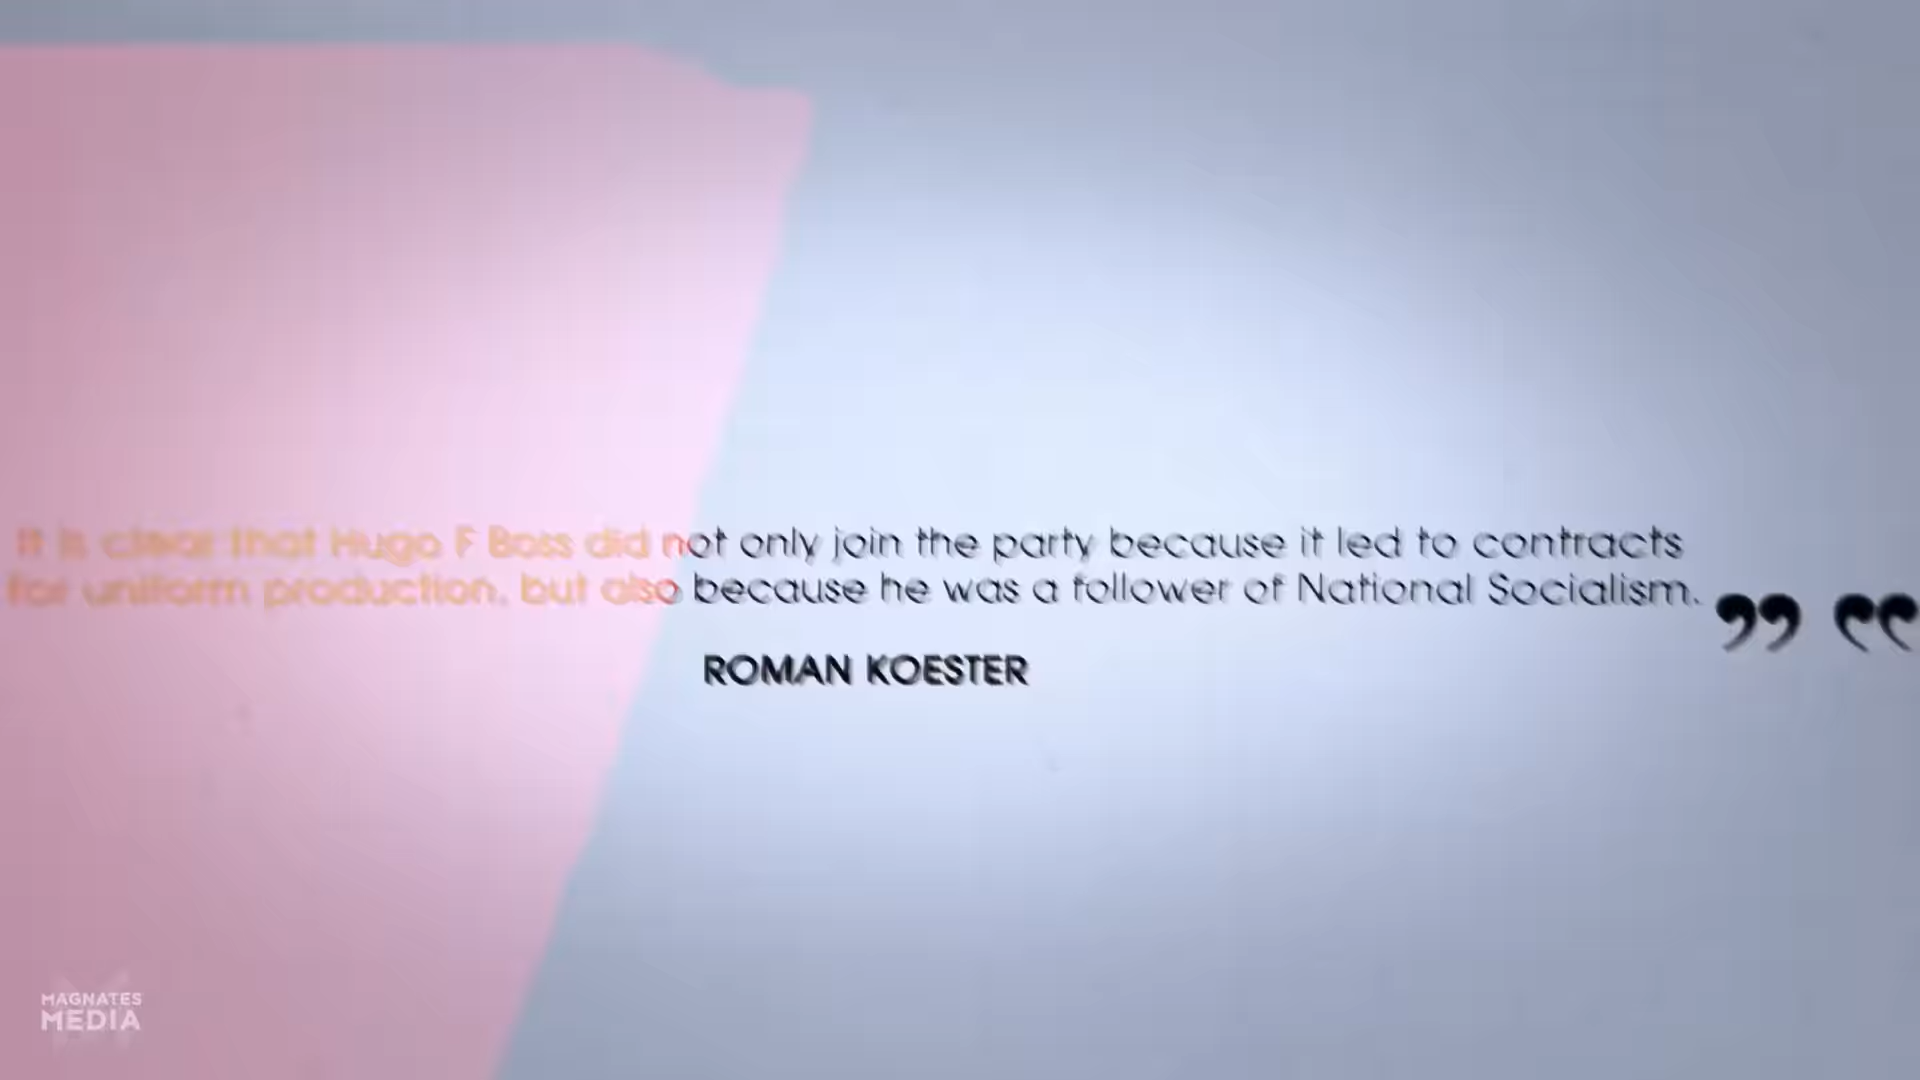 It is clear that Hugo F Boss did not only join the party because it led to contracts
for uniform production, but also because he was a follower of National Socialism.
” “
ROMAN KOESTER
MAGNATES
MEDIA